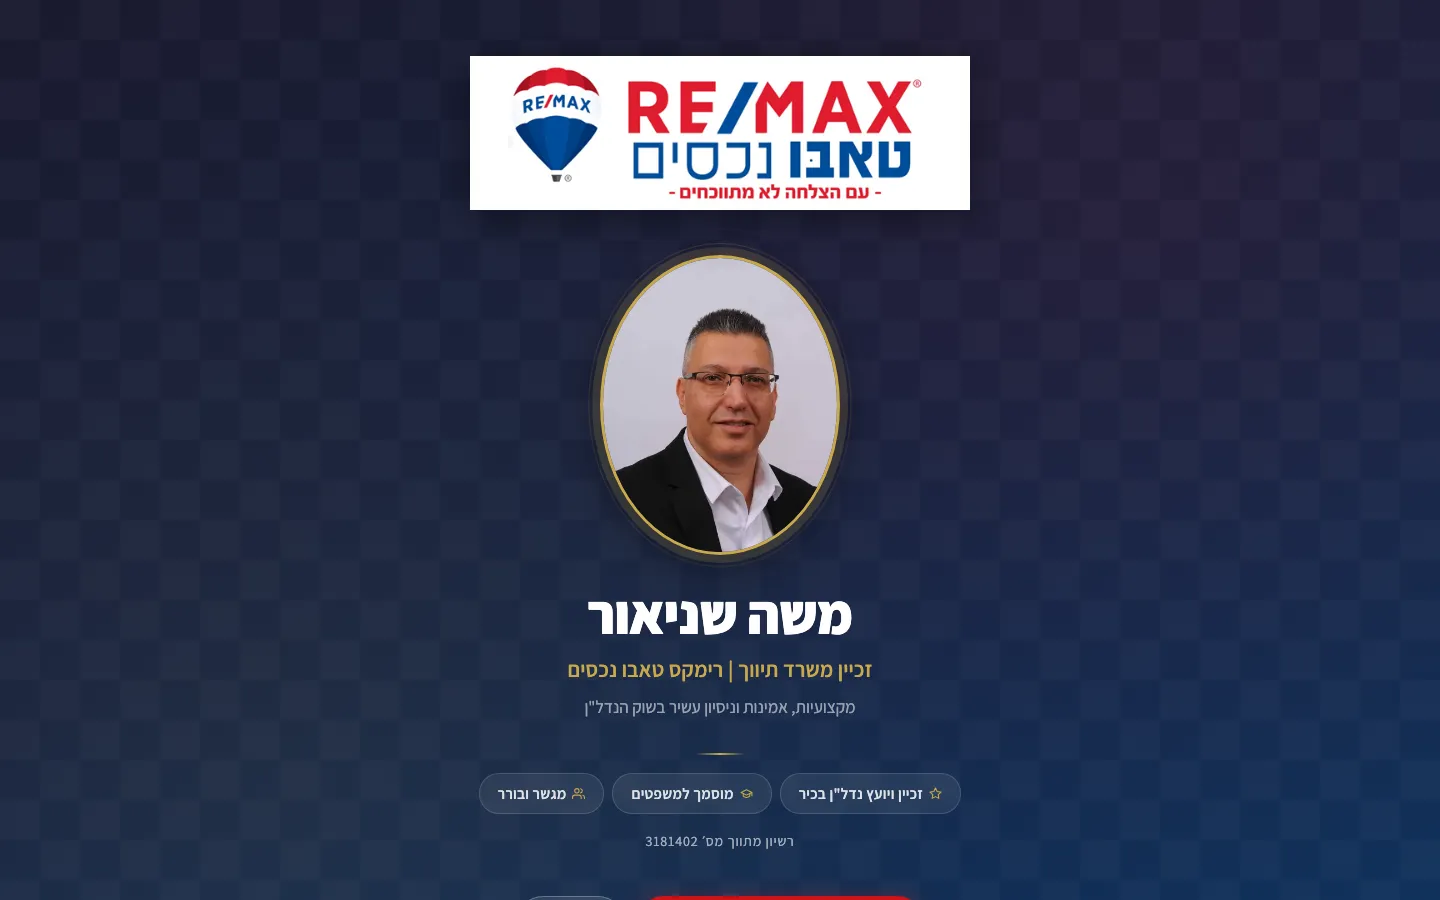 RE/MAX
RE/MAX®
טאבו נכסים
- עם הצלחה לא מתווכחים -
משה שניאור
זכיין משרד תיווך | רימקס טאבו נכסים
מקצועיות, אמינות וניסיון עשיר בשוק הנדל"ן
זכיין ויועץ נדל"ן בכיר
מוסמך למשפטים
מגשר ובורר
רשיון מתווך מס׳ 3181402